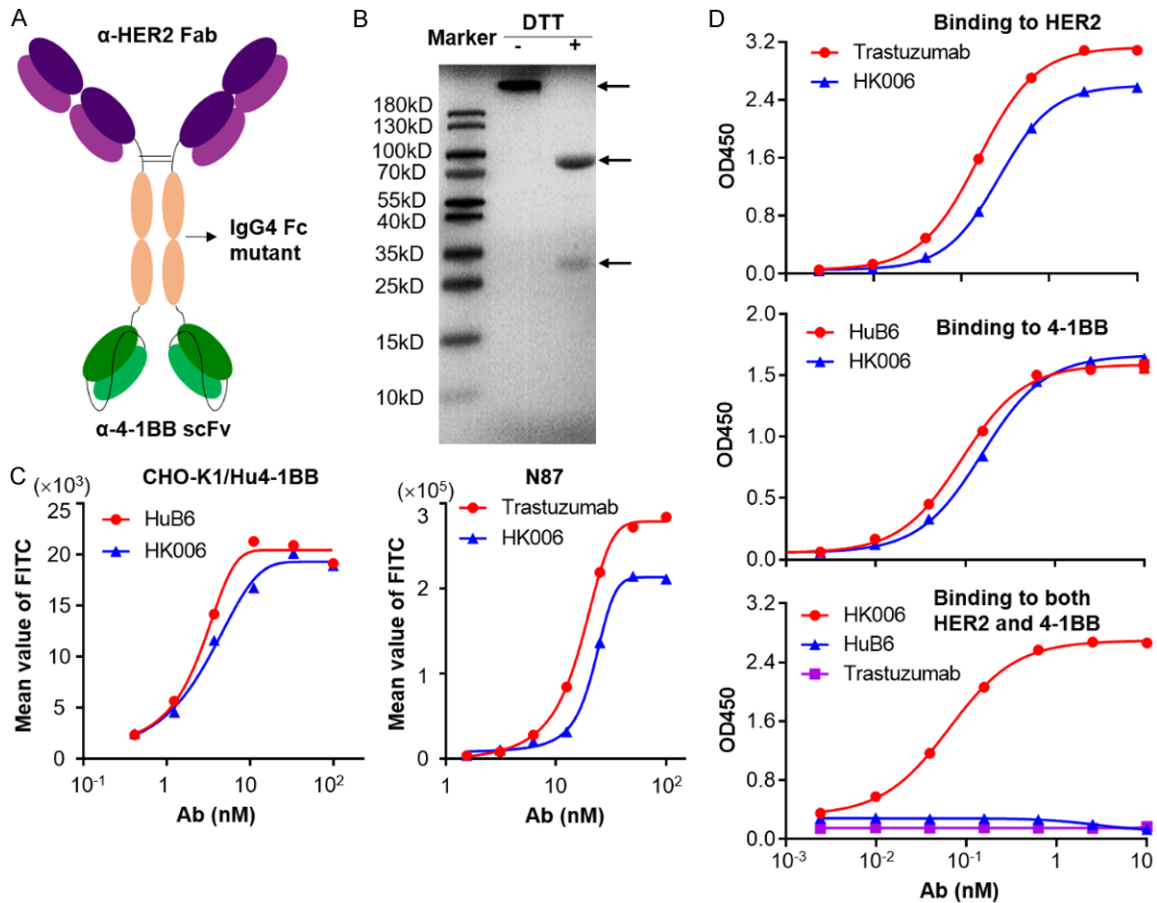 A
α-HER2 Fab
IgG4 Fc
mutant
α-4-1BB scFv
B
DTT
Marker - +
180kD
130kD
100kD
70kD
55kD
40kD
35kD
25kD
15kD
10kD
C
CHO-K1/Hu4-1BB
(×10³)
HuB6
HK006
Mean value of FITC
25
20
15
10
5
0
10⁻¹ 1 10 10²
Ab (nM)
N87
(×10⁵)
Trastuzumab
HK006
Mean value of FITC
3
2
1
0
1 10 10²
Ab (nM)
D
Binding to HER2
Trastuzumab
HK006
OD450
3.2
2.4
1.6
0.8
0.0
Binding to 4-1BB
HuB6
HK006
OD450
2.0
1.5
1.0
0.5
0.0
Binding to both
HER2 and 4-1BB
HK006
HuB6
Trastuzumab
OD450
3.2
2.4
1.6
0.8
0.0
10⁻³ 10⁻² 10⁻¹ 1 10
Ab (nM)